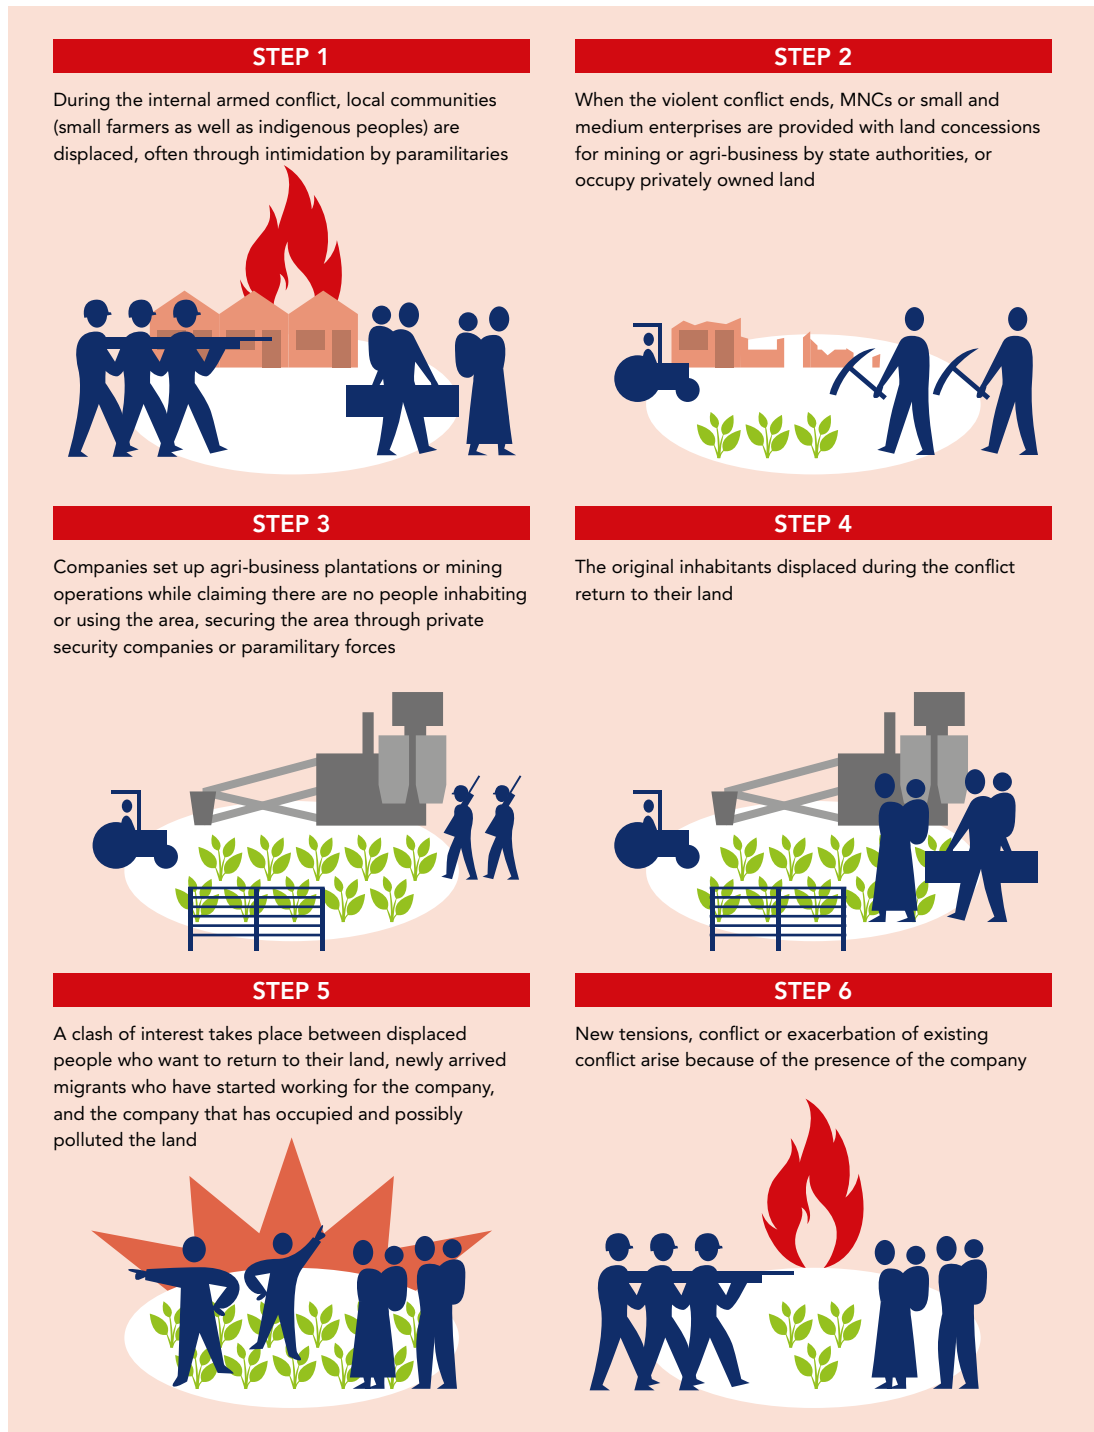 STEP 1
During the internal armed conflict, local communities
(small farmers as well as indigenous peoples) are
displaced, often through intimidation by paramilitaries
STEP 2
When the violent conflict ends, MNCs or small and
medium enterprises are provided with land concessions
for mining or agri-business by state authorities, or
occupy privately owned land
STEP 3
Companies set up agri-business plantations or mining
operations while claiming there are no people inhabiting
or using the area, securing the area through private
security companies or paramilitary forces
STEP 4
The original inhabitants displaced during the conflict
return to their land
STEP 5
A clash of interest takes place between displaced
people who want to return to their land, newly arrived
migrants who have started working for the company,
and the company that has occupied and possibly
polluted the land
STEP 6
New tensions, conflict or exacerbation of existing
conflict arise because of the presence of the company